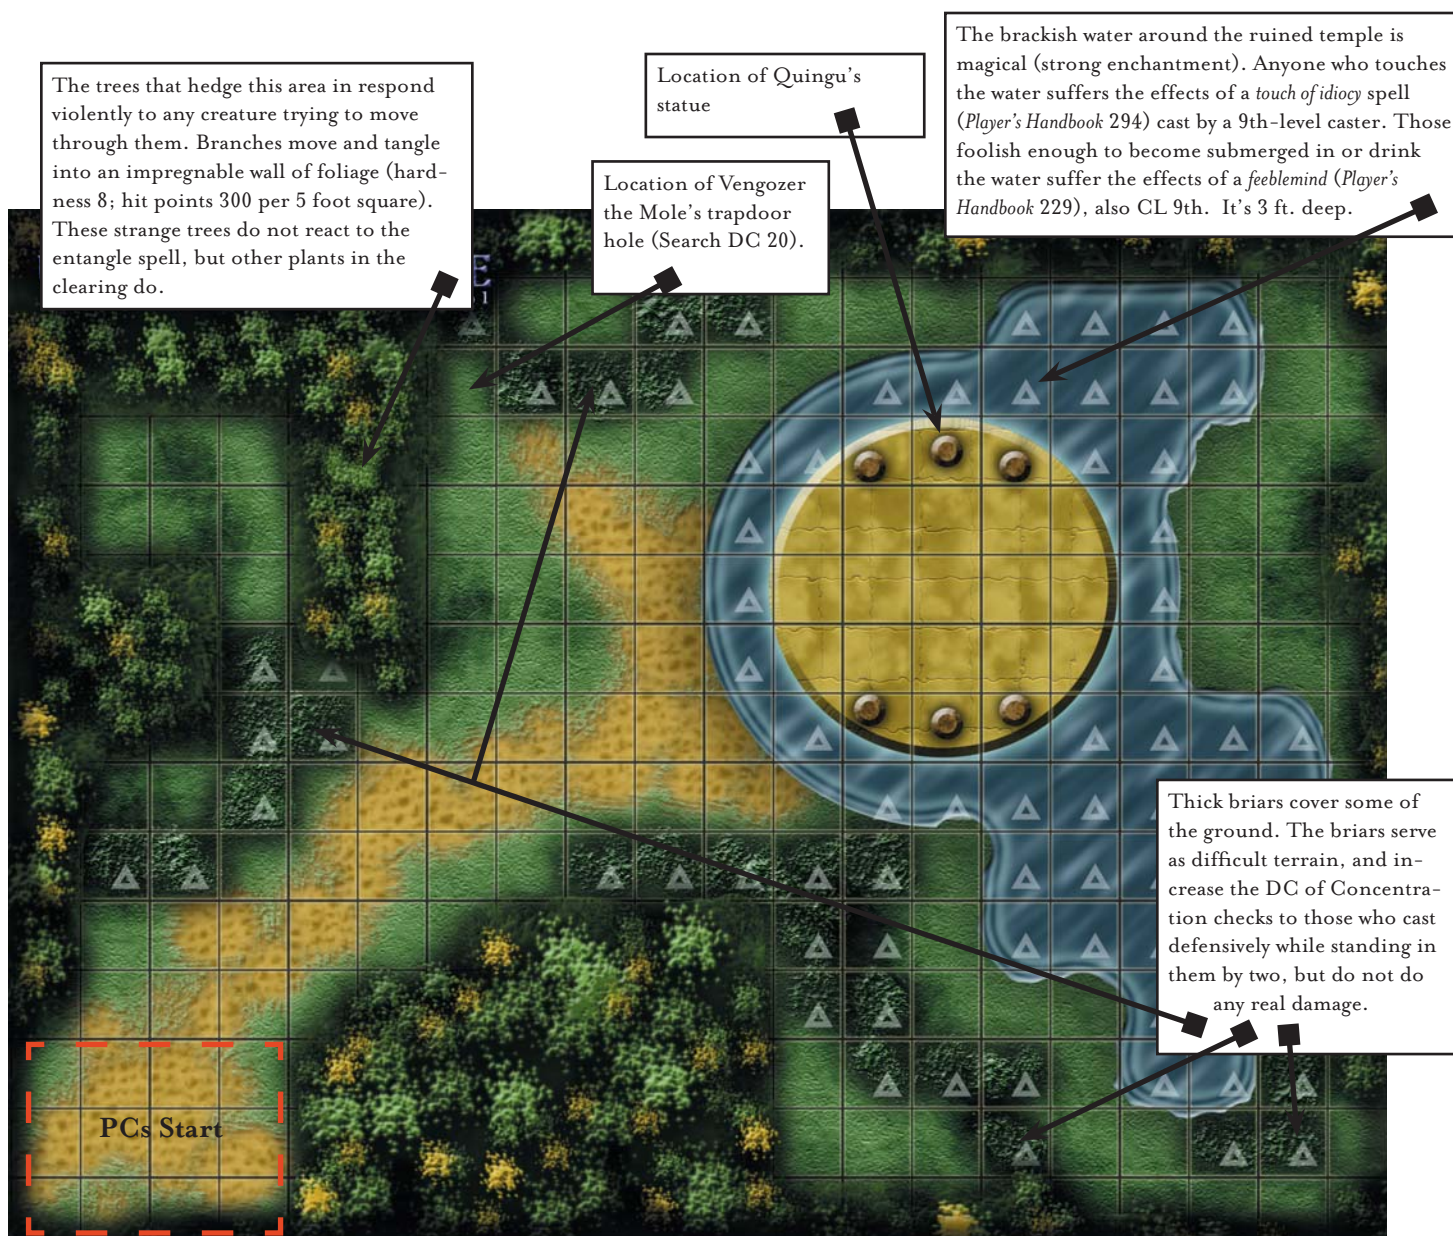 The trees that hedge this area in respond
violently to any creature trying to move
through them. Branches move and tangle
into an impregnable wall of foliage (hard-
ness 8; hit points 300 per 5 foot square).
These strange trees do not react to the
entangle spell, but other plants in the
clearing do.
Location of Quingu's
statue
Location of Vengozer
the Mole's trapdoor
hole (Search DC 20).
The brackish water around the ruined temple is
magical (strong enchantment). Anyone who touches
the water suffers the effects of a touch of idiocy spell
(Player's Handbook 294) cast by a 9th-level caster. Those
foolish enough to become submerged in or drink
the water suffer the effects of a feeblemind (Player's
Handbook 229), also CL 9th. It's 3 ft. deep.
E
1
Thick briars cover some of
the ground. The briars serve
as difficult terrain, and in-
crease the DC of Concentra-
tion checks to those who cast
defensively while standing in
them by two, but do not do
any real damage.
PCs Start